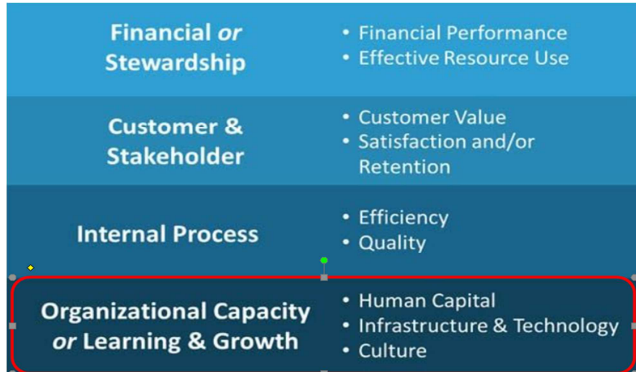 Financial or
Stewardship
• Financial Performance
• Effective Resource Use
Customer &
Stakeholder
• Customer Value
• Satisfaction and/or
Retention
Internal Process
• Efficiency
• Quality
Organizational Capacity
or Learning & Growth
• Human Capital
• Infrastructure & Technology
• Culture